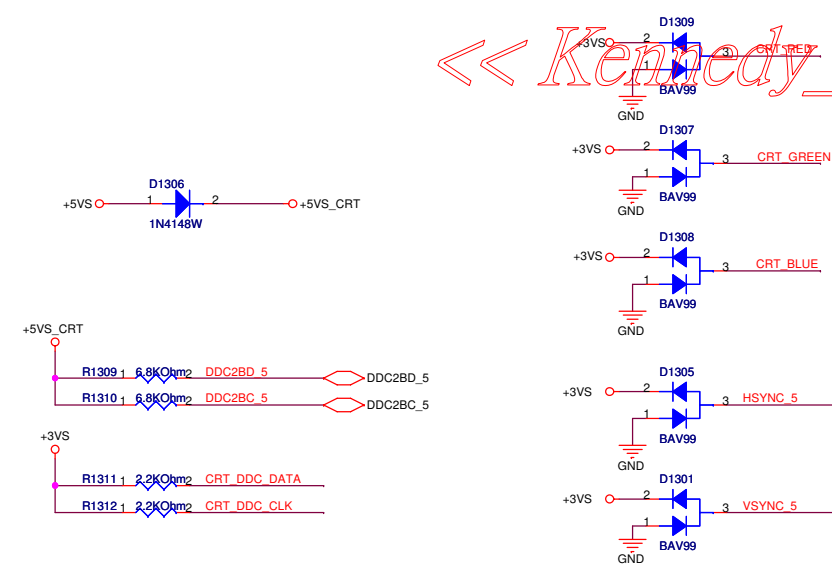 << Kennedy_
D1309
+3VS 2
3 CRT_RED
1
BAV99
GND
D1307
+3VS 2
3 CRT_GREEN
1
BAV99
GND
D1306
+5VS 1 2 +5VS_CRT
1N4148W
D1308
+3VS 2
3 CRT_BLUE
1
BAV99
GND
+5VS_CRT
R1309 1 6.8KOhm 2 DDC2BD_5 DDC2BD_5
R1310 1 6.8KOhm 2 DDC2BC_5 DDC2BC_5
D1305
+3VS 2
3 HSYNC_5
1
BAV99
GND
+3VS
R1311 1 2.2KOhm 2 CRT_DDC_DATA
R1312 1 2.2KOhm 2 CRT_DDC_CLK
D1301
+3VS 2
3 VSYNC_5
1
BAV99
GND